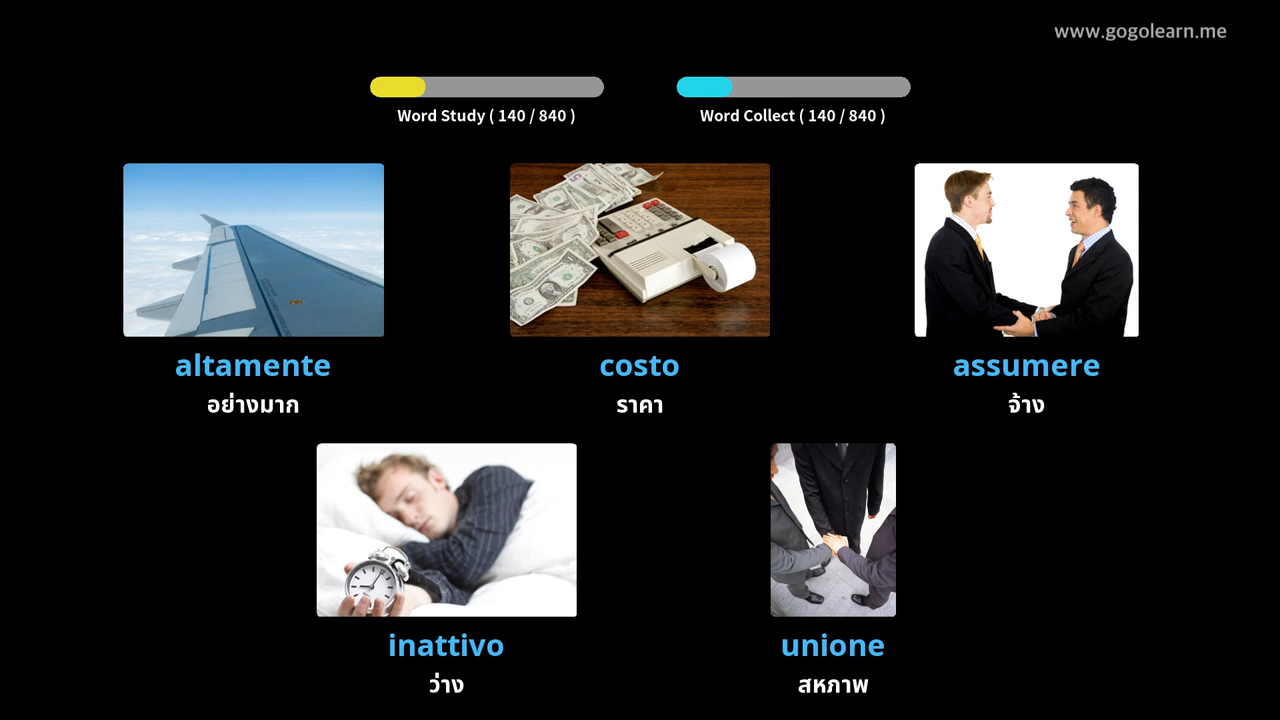 www.gogolearn.me
Word Study ( 140 / 840 )
Word Collect ( 140 / 840 )
altamente
อย่างมาก
costo
ราคา
assumere
จ้าง
inattivo
ว่าง
unione
สหภาพ